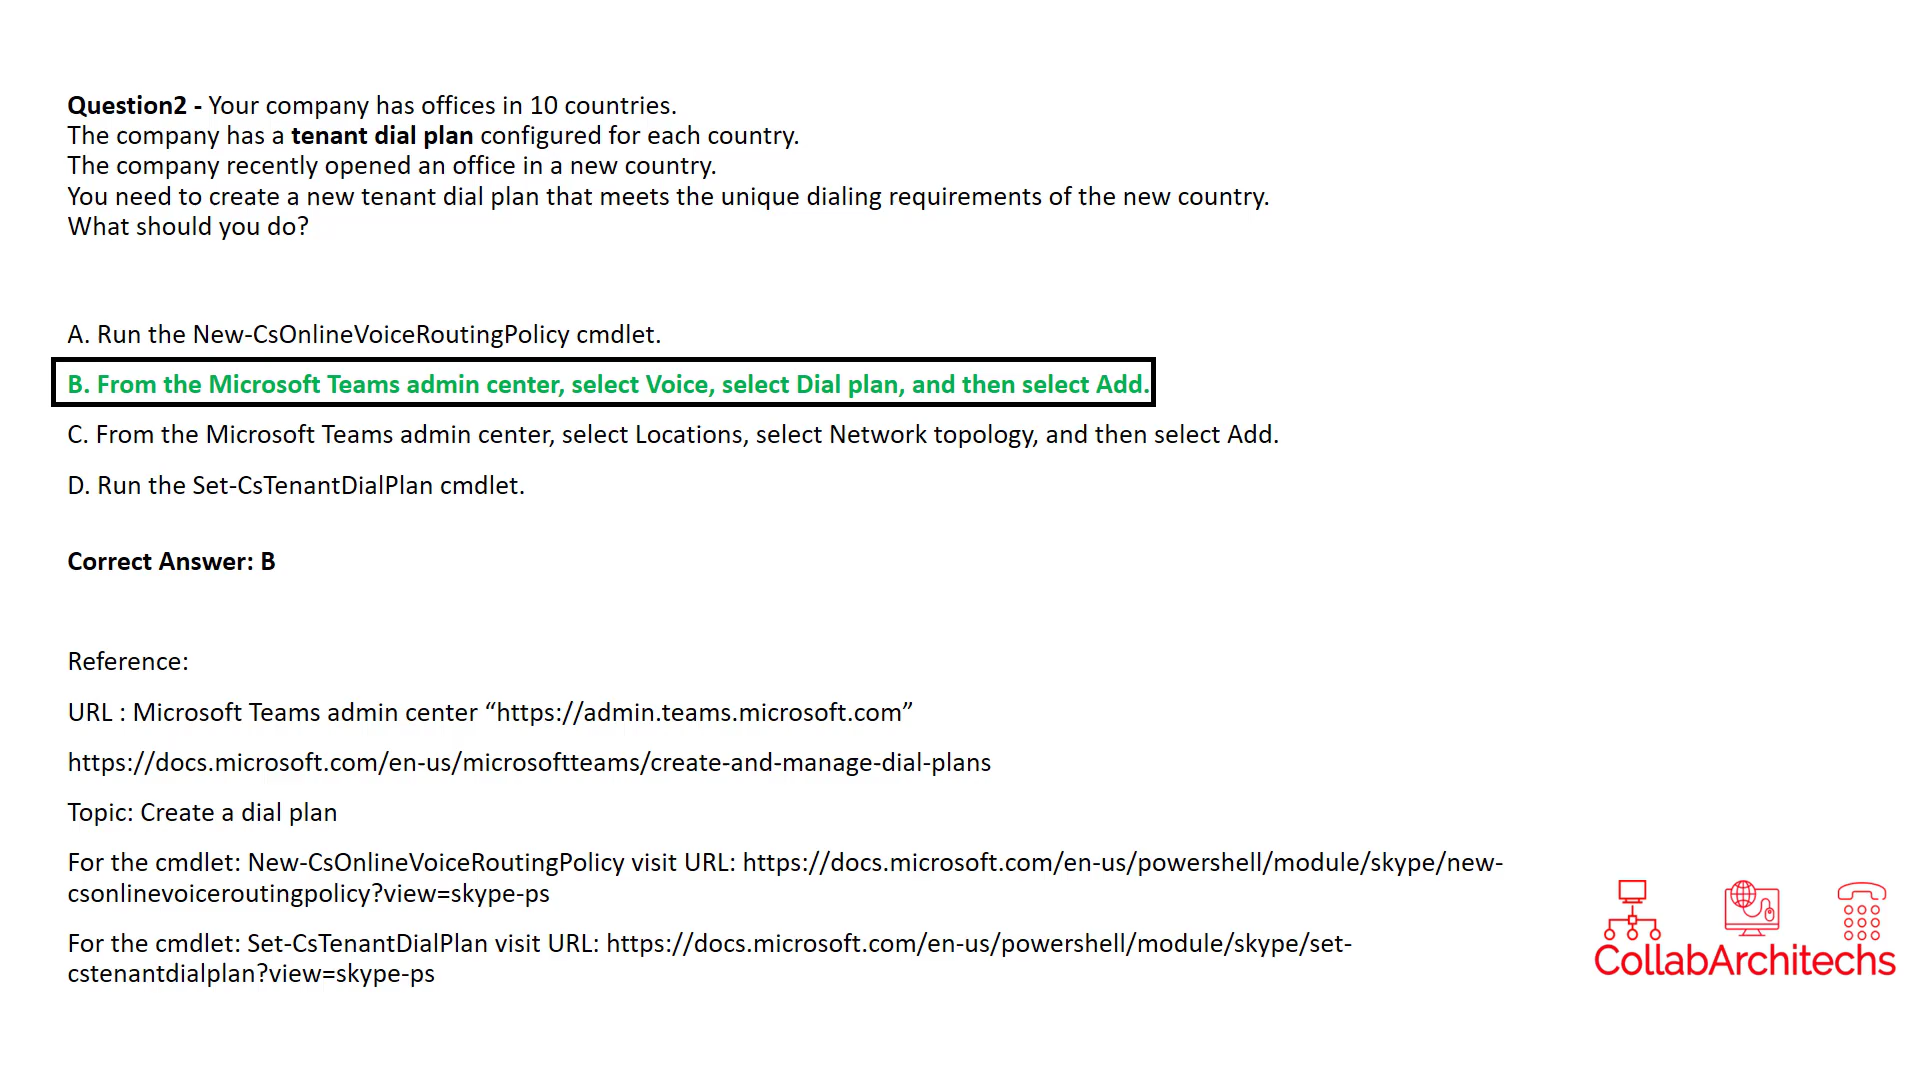 Question2 - Your company has offices in 10 countries.
The company has a tenant dial plan configured for each country.
The company recently opened an office in a new country.
You need to create a new tenant dial plan that meets the unique dialing requirements of the new country.
What should you do?
A. Run the New-CsOnlineVoiceRoutingPolicy cmdlet.
B. From the Microsoft Teams admin center, select Voice, select Dial plan, and then select Add.
C. From the Microsoft Teams admin center, select Locations, select Network topology, and then select Add.
D. Run the Set-CsTenantDialPlan cmdlet.
Correct Answer: B
Reference:
URL : Microsoft Teams admin center “https://admin.teams.microsoft.com”
https://docs.microsoft.com/en-us/microsoftteams/create-and-manage-dial-plans
Topic: Create a dial plan
For the cmdlet: New-CsOnlineVoiceRoutingPolicy visit URL: https://docs.microsoft.com/en-us/powershell/module/skype/new-
csonlinevoiceroutingpolicy?view=skype-ps
For the cmdlet: Set-CsTenantDialPlan visit URL: https://docs.microsoft.com/en-us/powershell/module/skype/set-
cstenantdialplan?view=skype-ps
CollabArchitechs